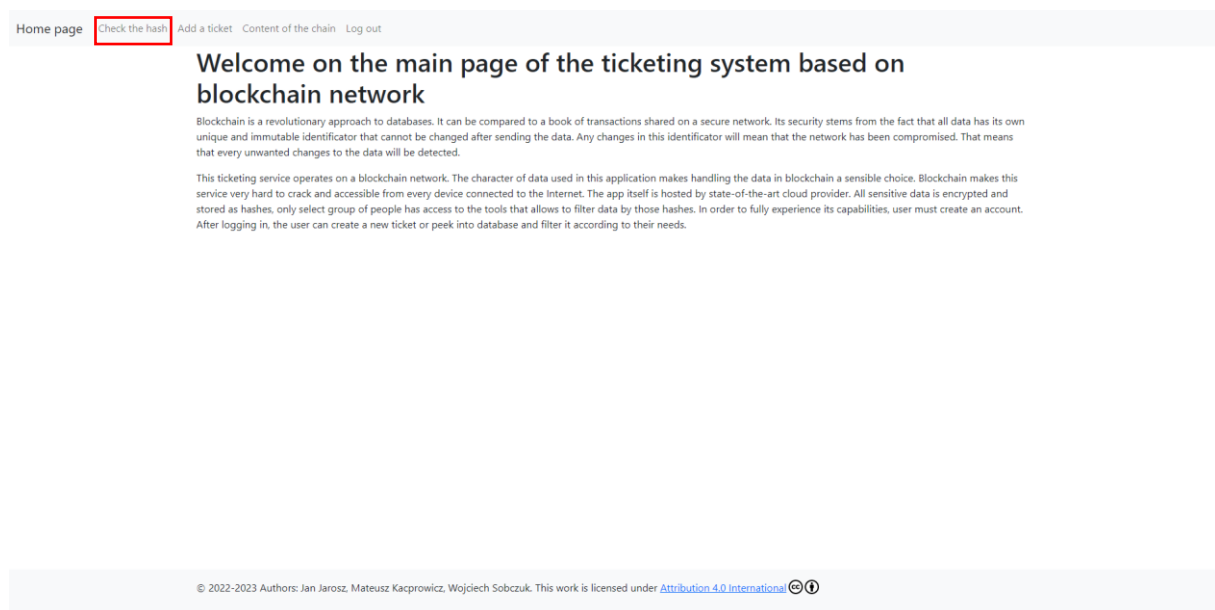 Home page Check the hash Add a ticket Content of the chain Log out
Welcome on the main page of the ticketing system based on
blockchain network
Blockchain is a revolutionary approach to databases. It can be compared to a book of transactions shared on a secure network. Its security stems from the fact that all data has its own
unique and immutable identificator that cannot be changed after sending the data. Any changes in this identificator will mean that the network has been compromised. That means
that every unwanted changes to the data will be detected.
This ticketing service operates on a blockchain network. The character of data used in this application makes handling the data in blockchain a sensible choice. Blockchain makes this
service very hard to crack and accessible from every device connected to the Internet. The app itself is hosted by state-of-the-art cloud provider. All sensitive data is encrypted and
stored as hashes, only select group of people has access to the tools that allows to filter data by those hashes. In order to fully experience its capabilities, user must create an account.
After logging in, the user can create a new ticket or peek into database and filter it according to their needs.
© 2022-2023 Authors: Jan Jarosz, Mateusz Kacprowicz, Wojciech Sobczuk. This work is licensed under Attribution 4.0 International